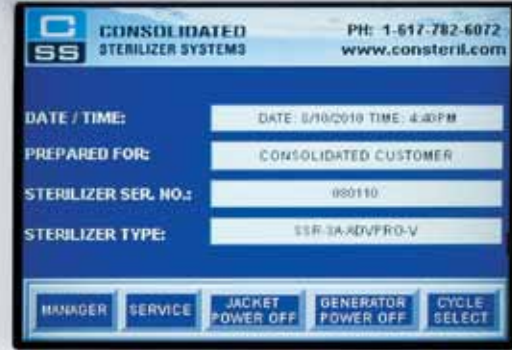 CSS
CONSOLIDATED
STERILIZER SYSTEMS
PH: 1-617-782-6072
www.consteril.com
DATE / TIME:
DATE: 8/10/2010 TIME: 4:40PM
PREPARED FOR:
CONSOLIDATED CUSTOMER
STERILIZER SER. NO.:
080110
STERILIZER TYPE:
SSR-3A-ADVPRO-V
MANAGER
SERVICE
JACKET
POWER OFF
GENERATOR
POWER OFF
CYCLE
SELECT